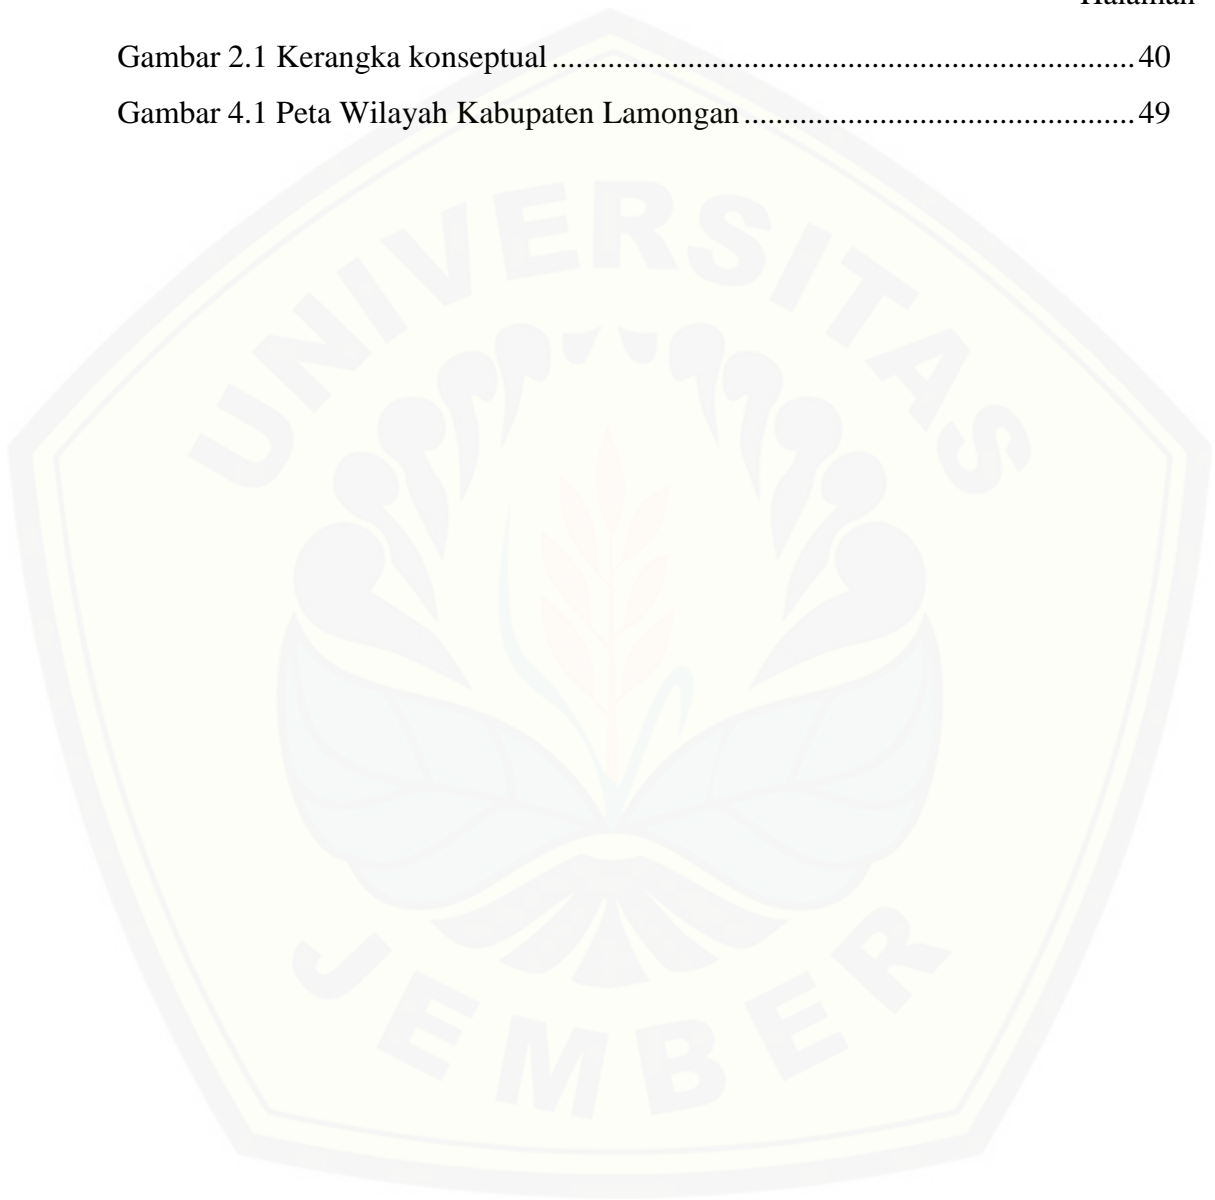 Halaman
Gambar 2.1 Kerangka konseptual ........................................................................... 40
Gambar 4.1 Peta Wilayah Kabupaten Lamongan .................................................. 49
UNIVERSITAS
JEMBER